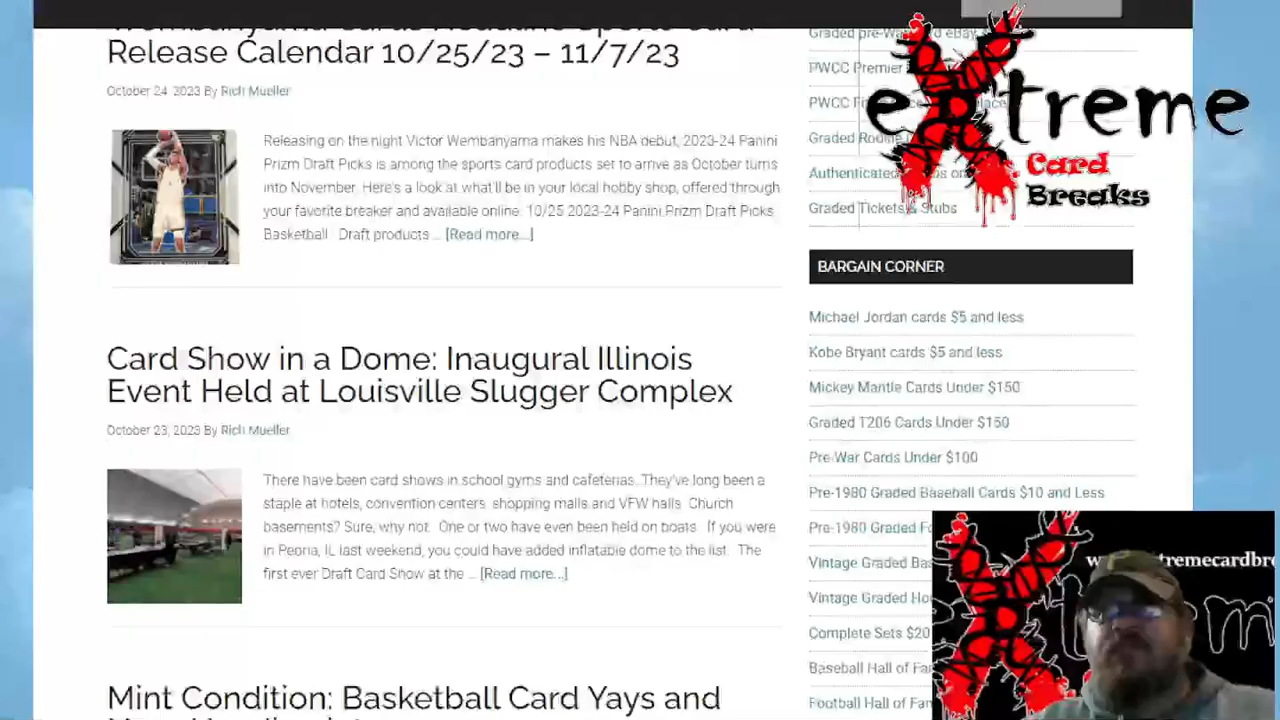 Release Calendar 10/25/23 – 11/7/23
October 24, 2023 By Rich Mueller
Releasing on the night Victor Wembanyama makes his NBA debut, 2023-24 Panini
Prizm Draft Picks is among the sports card products set to arrive as October turns
into November. Here's a look at what'll be in your local hobby shop, offered through
your favorite breaker and available online. 10/25 2023-24 Panini Prizm Draft Picks
Basketball Draft products ... [Read more...]
Card Show in a Dome: Inaugural Illinois
Event Held at Louisville Slugger Complex
October 23, 2023 By Rich Mueller
There have been card shows in school gyms and cafeterias. They've long been a
staple at hotels, convention centers, shopping malls and VFW halls. Church
basements? Sure, why not. One or two have even been held on boats. If you were
in Peoria, IL last weekend, you could have added inflatable dome to the list. The
first ever Draft Card Show at the ... [Read more...]
Mint Condition: Basketball Card Yays and
PWCC Premier
PWCC
Graded
Authenticated
Graded Tickets & Stubs
eXtreme
Card
Breaks
BARGAIN CORNER
Michael Jordan cards $5 and less
Kobe Bryant cards $5 and less
Mickey Mantle Cards Under $150
Graded T206 Cards Under $150
Pre-War Cards Under $100
Pre-1980 Graded Baseball Cards $10 and Less
Pre-1980 Graded
Vintage Graded
Vintage Graded
Complete Sets $20
Baseball Hall of
Football Hall of